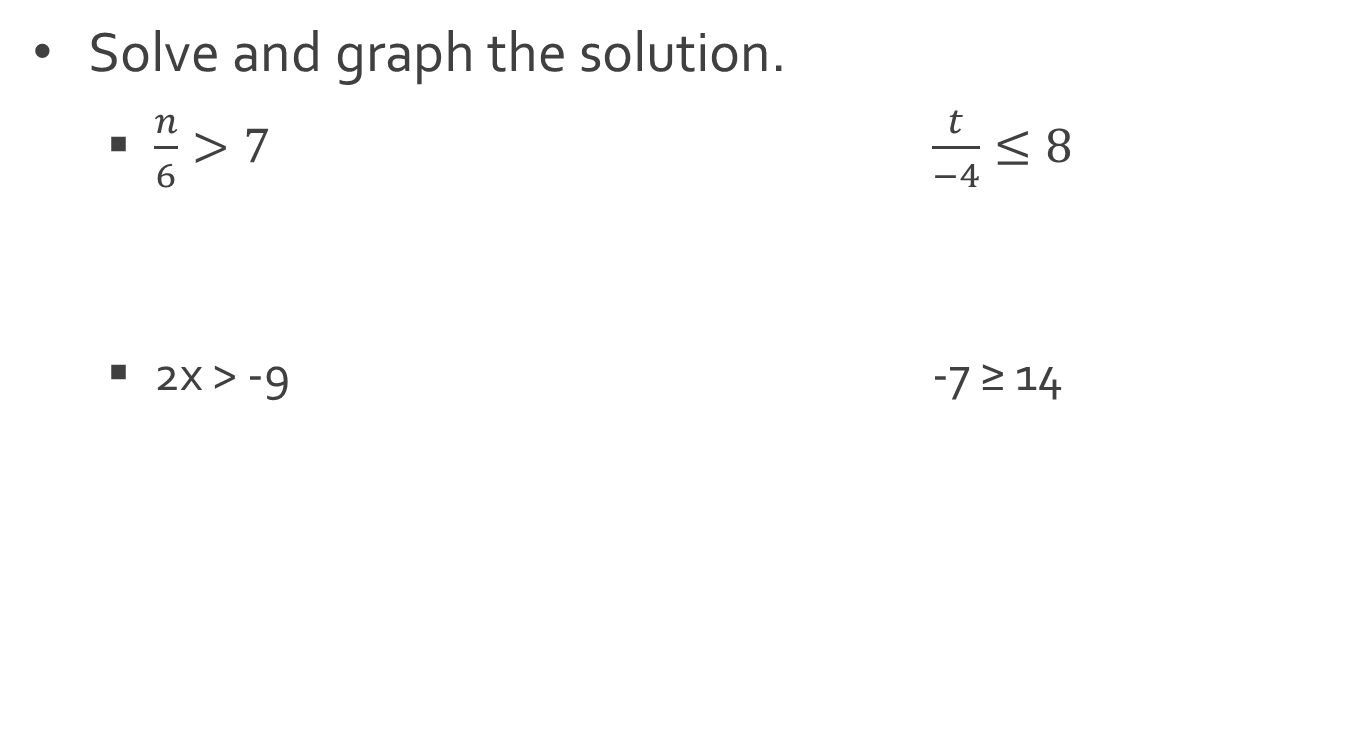 • Solve and graph the solution.
▪ n/6 > 7    t/−4 ≤ 8
▪ 2x > -9    -7 ≥ 14